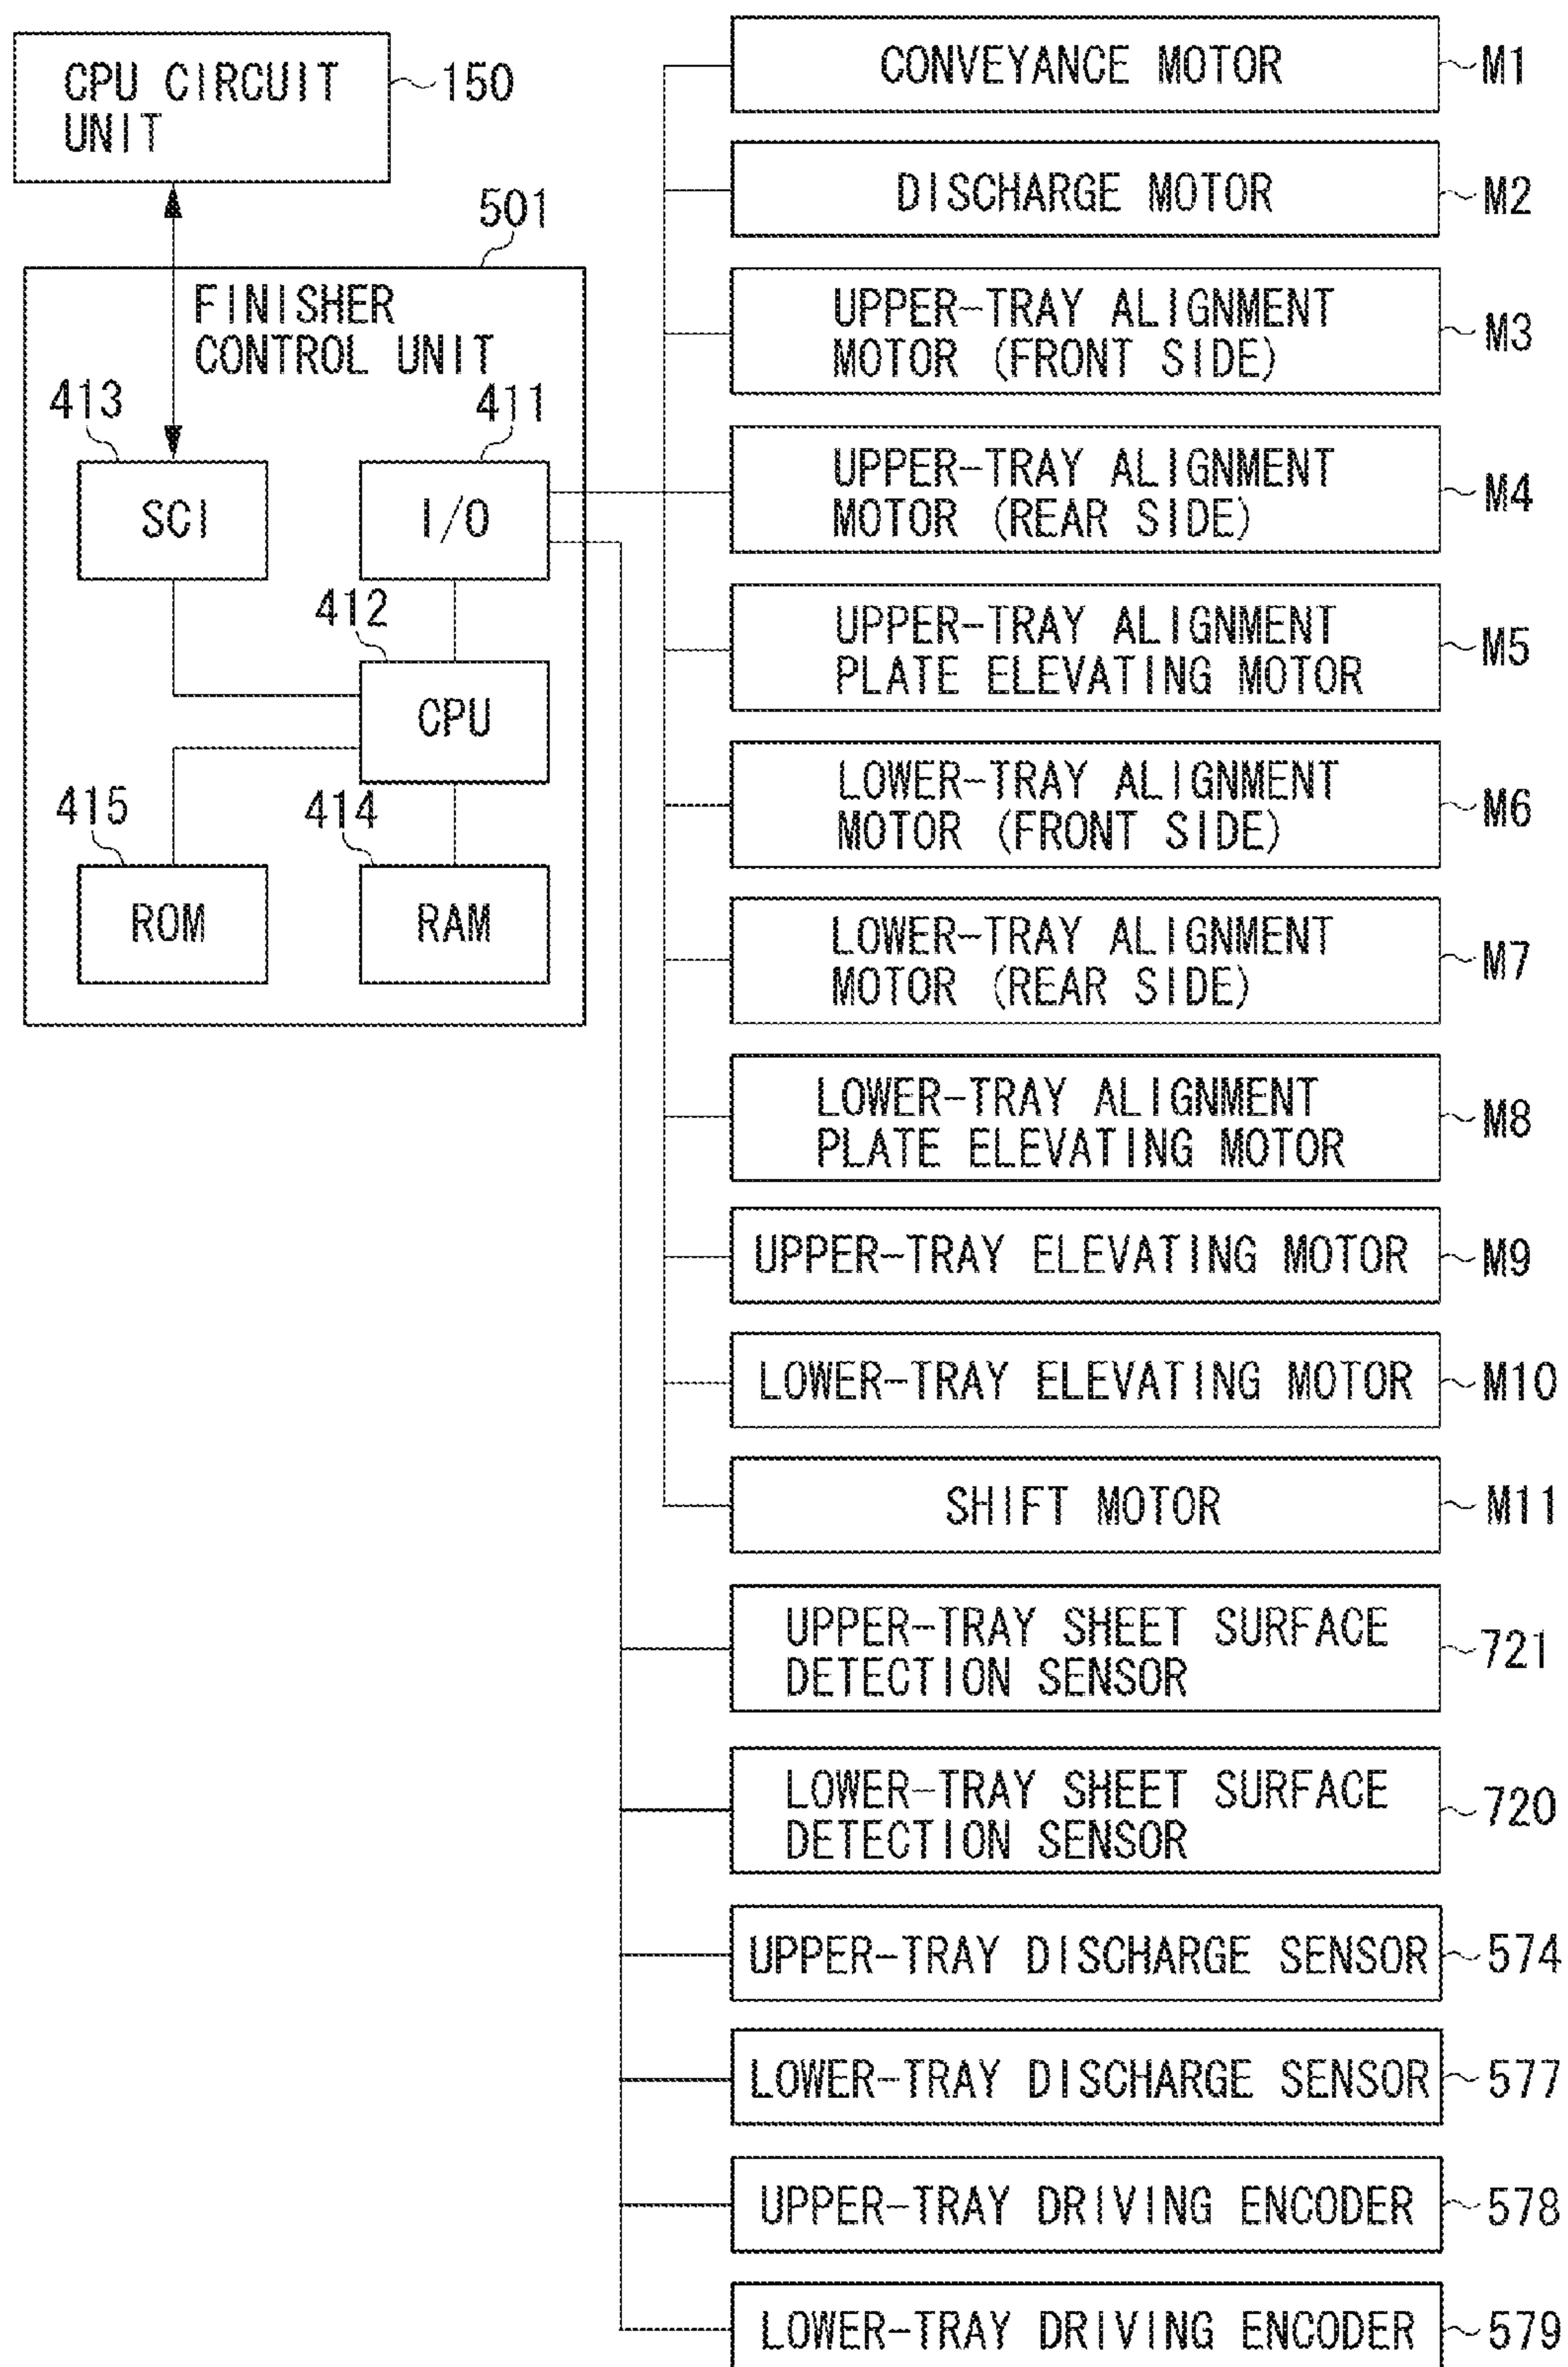 CPU CIRCUIT
UNIT
150
501
FINISHER
CONTROL UNIT
413
411
SCI
I/O
412
CPU
415
414
ROM
RAM
CONVEYANCE MOTOR
M1
DISCHARGE MOTOR
M2
UPPER-TRAY ALIGNMENT
MOTOR (FRONT SIDE)
M3
UPPER-TRAY ALIGNMENT
MOTOR (REAR SIDE)
M4
UPPER-TRAY ALIGNMENT
PLATE ELEVATING MOTOR
M5
LOWER-TRAY ALIGNMENT
MOTOR (FRONT SIDE)
M6
LOWER-TRAY ALIGNMENT
MOTOR (REAR SIDE)
M7
LOWER-TRAY ALIGNMENT
PLATE ELEVATING MOTOR
M8
UPPER-TRAY ELEVATING MOTOR
M9
LOWER-TRAY ELEVATING MOTOR
M10
SHIFT MOTOR
M11
UPPER-TRAY SHEET SURFACE
DETECTION SENSOR
721
LOWER-TRAY SHEET SURFACE
DETECTION SENSOR
720
UPPER-TRAY DISCHARGE SENSOR
574
LOWER-TRAY DISCHARGE SENSOR
577
UPPER-TRAY DRIVING ENCODER
578
LOWER-TRAY DRIVING ENCODER
579